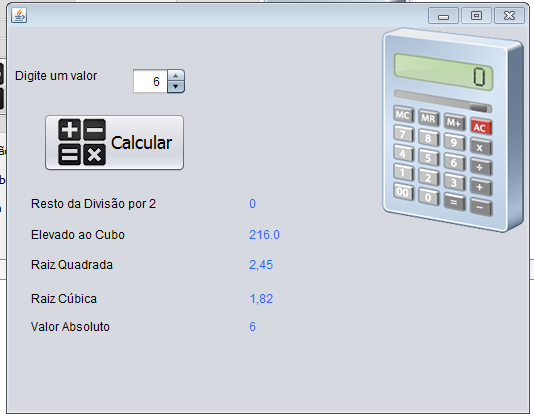 Digite um valor 6
Calcular
0
MC MR M+ AC
7 8 9 x
4 5 6 ÷
1 2 3 +
00 0 = −
Resto da Divisão por 2 0
Elevado ao Cubo 216.0
Raiz Quadrada 2,45
Raiz Cúbica 1,82
Valor Absoluto 6